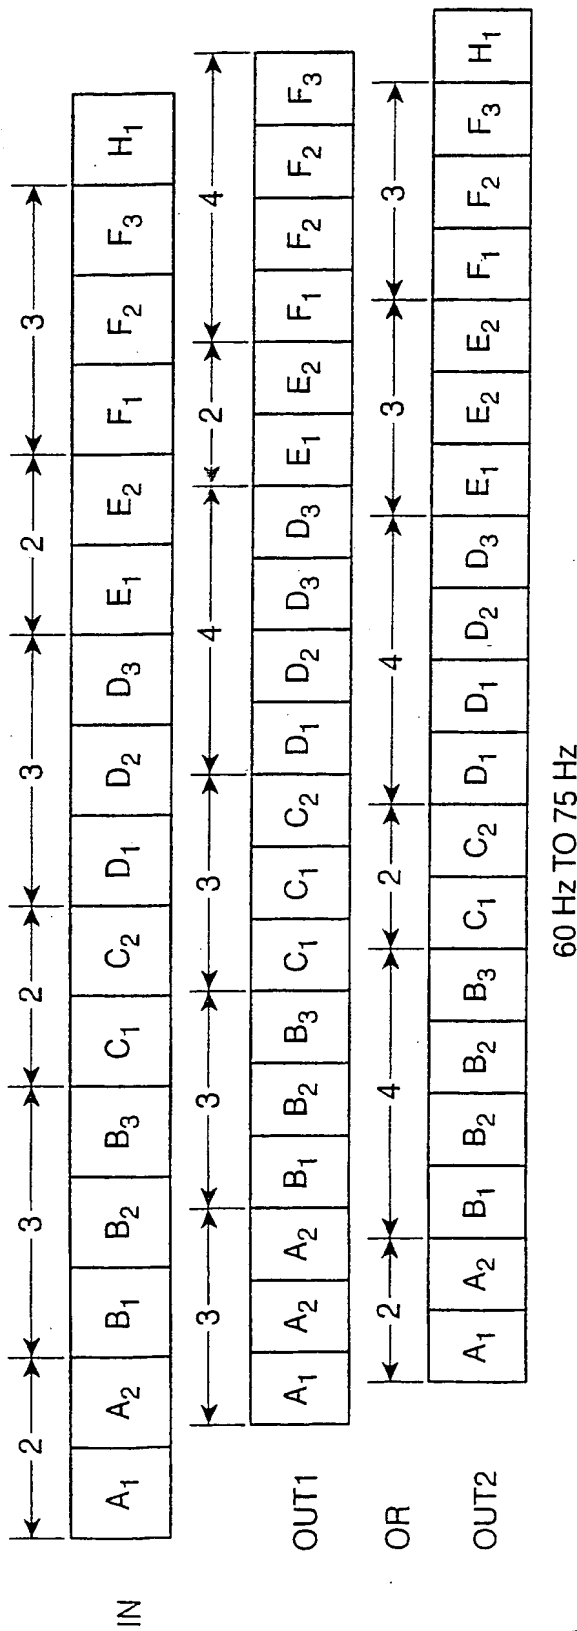 2 3 2 3 2 3
IN A1 A2 B1 B2 B3 C1 C2 D1 D2 D3 E1 E2 F1 F2 F3 H1
3 3 3 4 2 4
OUT1 A1 A2 A2 B1 B2 B3 C1 C1 C2 D1 D2 D3 D3 E1 E2 F1 F2 F2 F3
OR 2 4 2 4 3 3
OUT2 A1 A2 B1 B2 B2 B3 C1 C2 D1 D1 D2 D3 E1 E2 E2 F1 F2 F3 H1
60 Hz TO 75 Hz